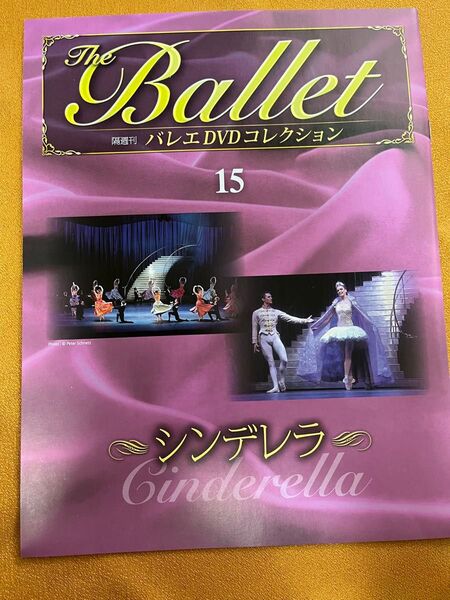 The
Ballet
隔週刊 バレエDVDコレクション
15
シンデレラ
Cinderella